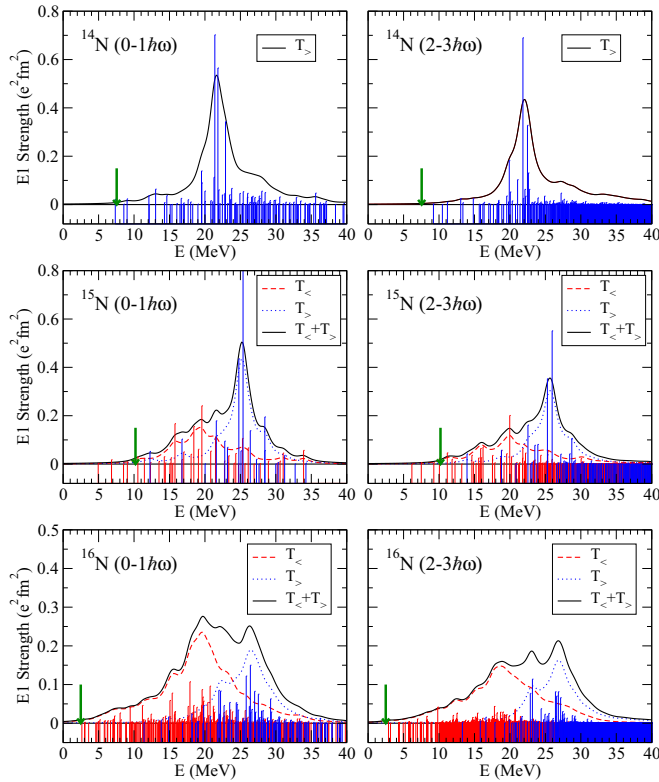 ¹⁴N (0-1ħω)
T>
E1 Strength (e²fm²)
0.8
0.6
0.4
0.2
0
0 5 10 15 20 25 30 35 40
E (MeV)
¹⁴N (2-3ħω)
T>
0 5 10 15 20 25 30 35 40
E (MeV)
¹⁵N (0-1ħω)
T<
T>
T<+T>
E1 Strength (e²fm²)
0.8
0.6
0.4
0.2
0
0 5 10 15 20 25 30 35 40
E (MeV)
¹⁵N (2-3ħω)
T<
T>
T<+T>
0 5 10 15 20 25 30 35 40
E (MeV)
¹⁶N (0-1ħω)
T<
T>
T<+T>
E1 Strength (e²fm²)
0.5
0.4
0.3
0.2
0.1
0
0 5 10 15 20 25 30 35 40
E (MeV)
¹⁶N (2-3ħω)
T<
T>
T<+T>
0 5 10 15 20 25 30 35 40
E (MeV)